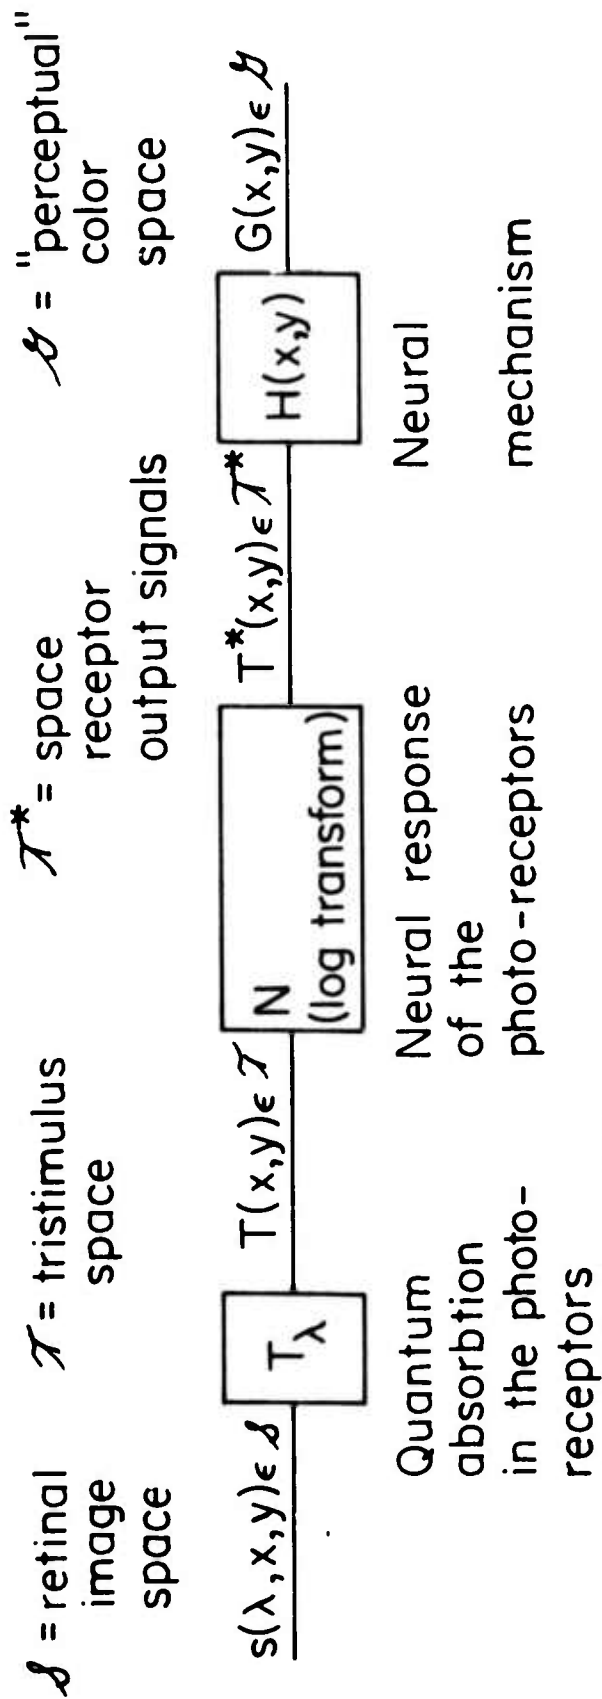 𝒮 = retinal
image
space
𝒯 = tristimulus
space
𝒯* = space
receptor
output signals
𝒢 = "perceptual"
color
space
s(λ,x,y)ϵ 𝒮
T_λ
T(x,y)ϵ 𝒯
N
(log transform)
T*(x,y)ϵ 𝒯*
H(x,y)
G(x,y)ϵ 𝒢
Quantum
absorbtion
in the photo-
receptors
Neural response
of the
photo-receptors
Neural
mechanism